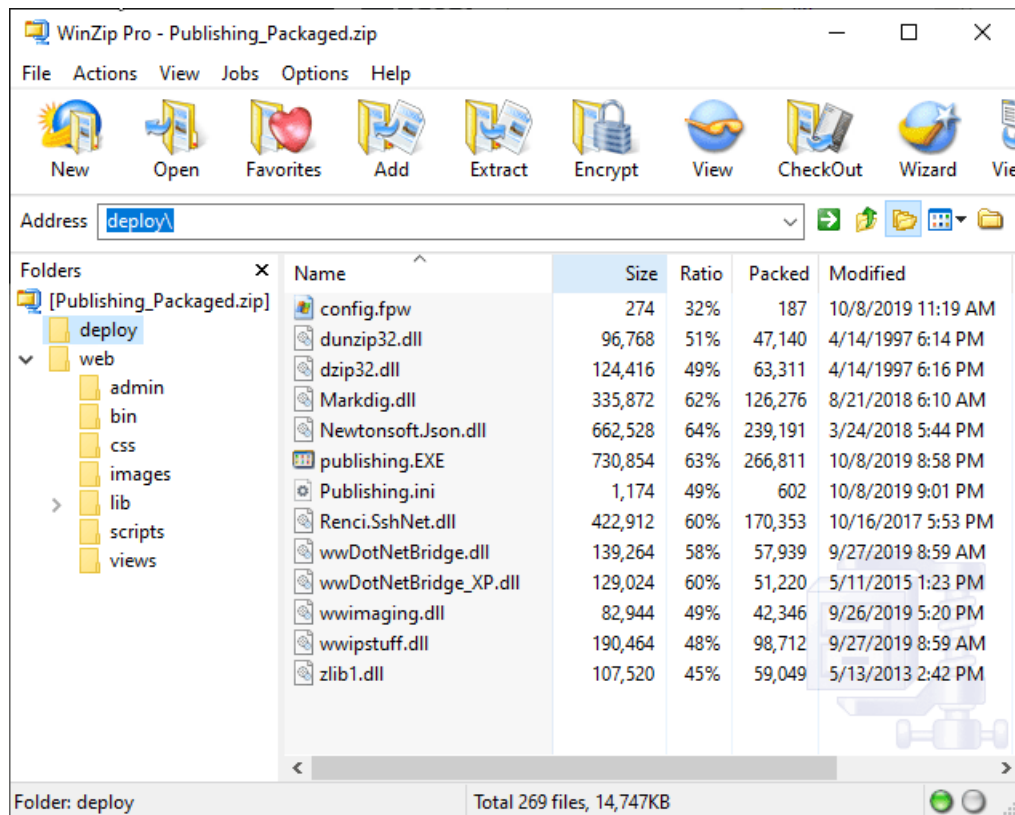 WinZip Pro - Publishing_Packaged.zip
File Actions View Jobs Options Help
New Open Favorites Add Extract Encrypt View CheckOut Wizard Vie
Address deploy\
Folders Name Size Ratio Packed Modified
[Publishing_Packaged.zip]
deploy
web
admin
bin
css
images
lib
scripts
views
config.fpw 274 32% 187 10/8/2019 11:19 AM
dunzip32.dll 96,768 51% 47,140 4/14/1997 6:14 PM
dzip32.dll 124,416 49% 63,311 4/14/1997 6:16 PM
Markdig.dll 335,872 62% 126,276 8/21/2018 6:10 AM
Newtonsoft.Json.dll 662,528 64% 239,191 3/24/2018 5:44 PM
publishing.EXE 730,854 63% 266,811 10/8/2019 8:58 PM
Publishing.ini 1,174 49% 602 10/8/2019 9:01 PM
Renci.SshNet.dll 422,912 60% 170,353 10/16/2017 5:53 PM
wwDotNetBridge.dll 139,264 58% 57,939 9/27/2019 8:59 AM
wwDotNetBridge_XP.dll 129,024 60% 51,220 5/11/2015 1:23 PM
wwimaging.dll 82,944 49% 42,346 9/26/2019 5:20 PM
wwipstuff.dll 190,464 48% 98,712 9/27/2019 8:59 AM
zlib1.dll 107,520 45% 59,049 5/13/2013 2:42 PM
Folder: deploy Total 269 files, 14,747KB